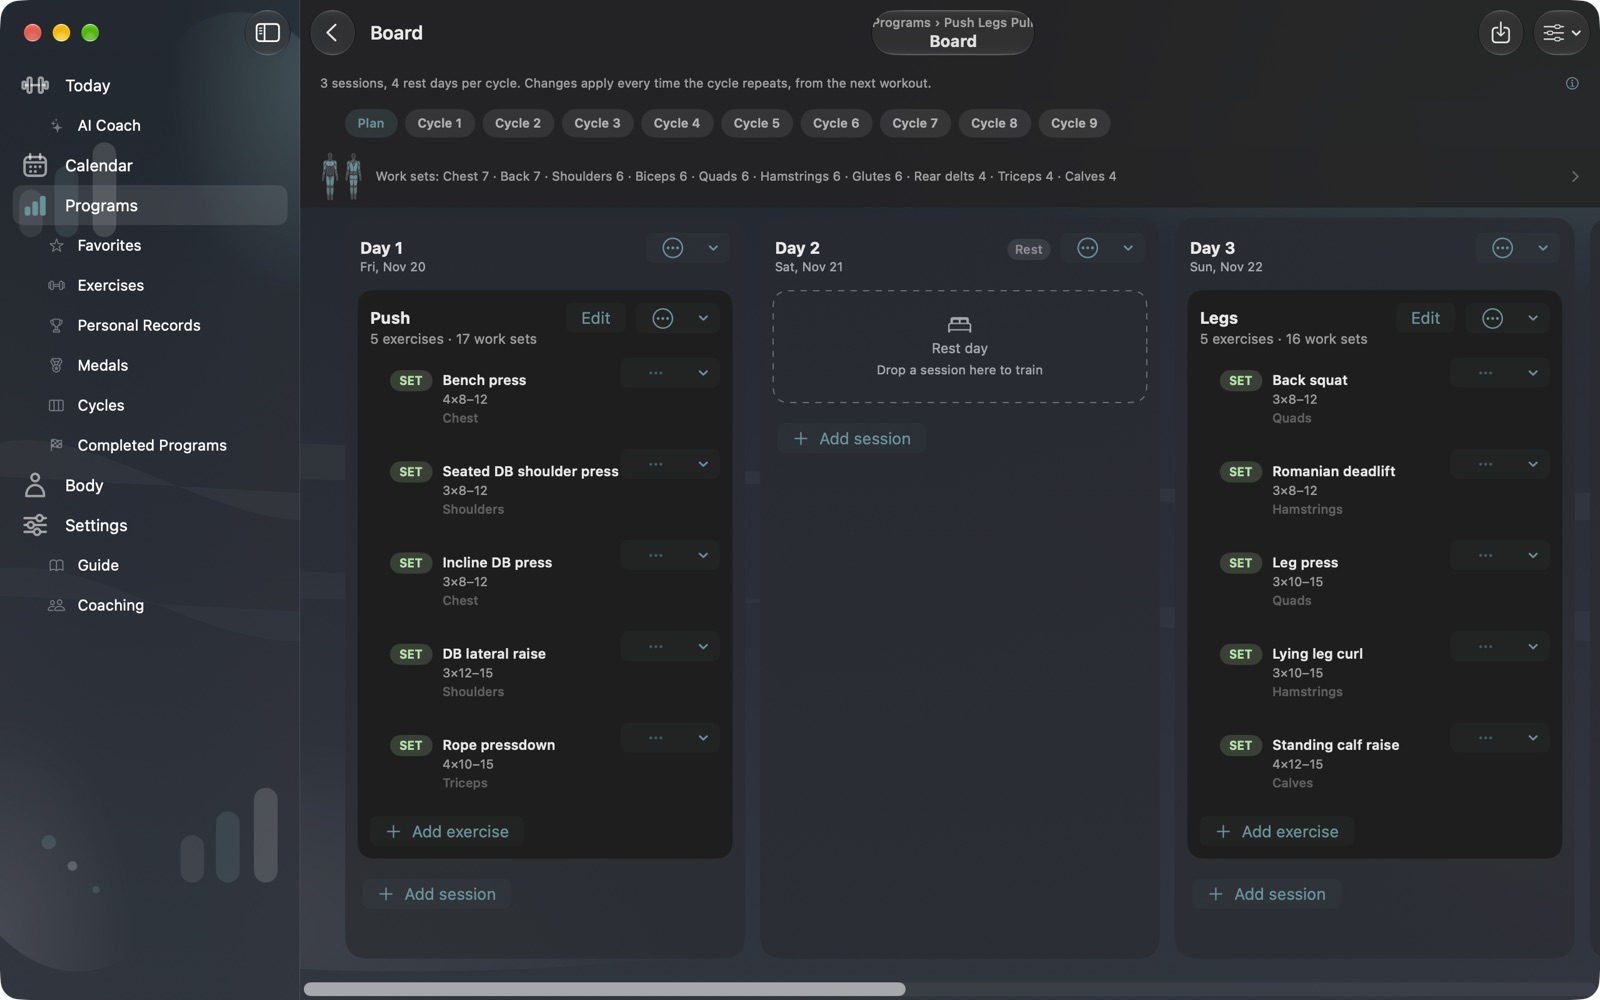 Today
AI Coach
Calendar
Programs
Favorites
Exercises
Personal Records
Medals
Cycles
Completed Programs
Body
Settings
Guide
Coaching
Board
Programs › Push Legs Pull
Board
3 sessions, 4 rest days per cycle. Changes apply every time the cycle repeats, from the next workout.
Plan
Cycle 1
Cycle 2
Cycle 3
Cycle 4
Cycle 5
Cycle 6
Cycle 7
Cycle 8
Cycle 9
Work sets: Chest 7 · Back 7 · Shoulders 6 · Biceps 6 · Quads 6 · Hamstrings 6 · Glutes 6 · Rear delts 4 · Triceps 4 · Calves 4
Day 1
Fri, Nov 20
Push
Edit
5 exercises · 17 work sets
SET Bench press
4×8–12
Chest
SET Seated DB shoulder press
3×8–12
Shoulders
SET Incline DB press
3×8–12
Chest
SET DB lateral raise
3×12–15
Shoulders
SET Rope pressdown
4×10–15
Triceps
+ Add exercise
+ Add session
Day 2
Rest
Sat, Nov 21
Rest day
Drop a session here to train
+ Add session
Day 3
Sun, Nov 22
Legs
Edit
5 exercises · 16 work sets
SET Back squat
3×8–12
Quads
SET Romanian deadlift
3×8–12
Hamstrings
SET Leg press
3×10–15
Quads
SET Lying leg curl
3×10–15
Hamstrings
SET Standing calf raise
4×12–15
Calves
+ Add exercise
+ Add session